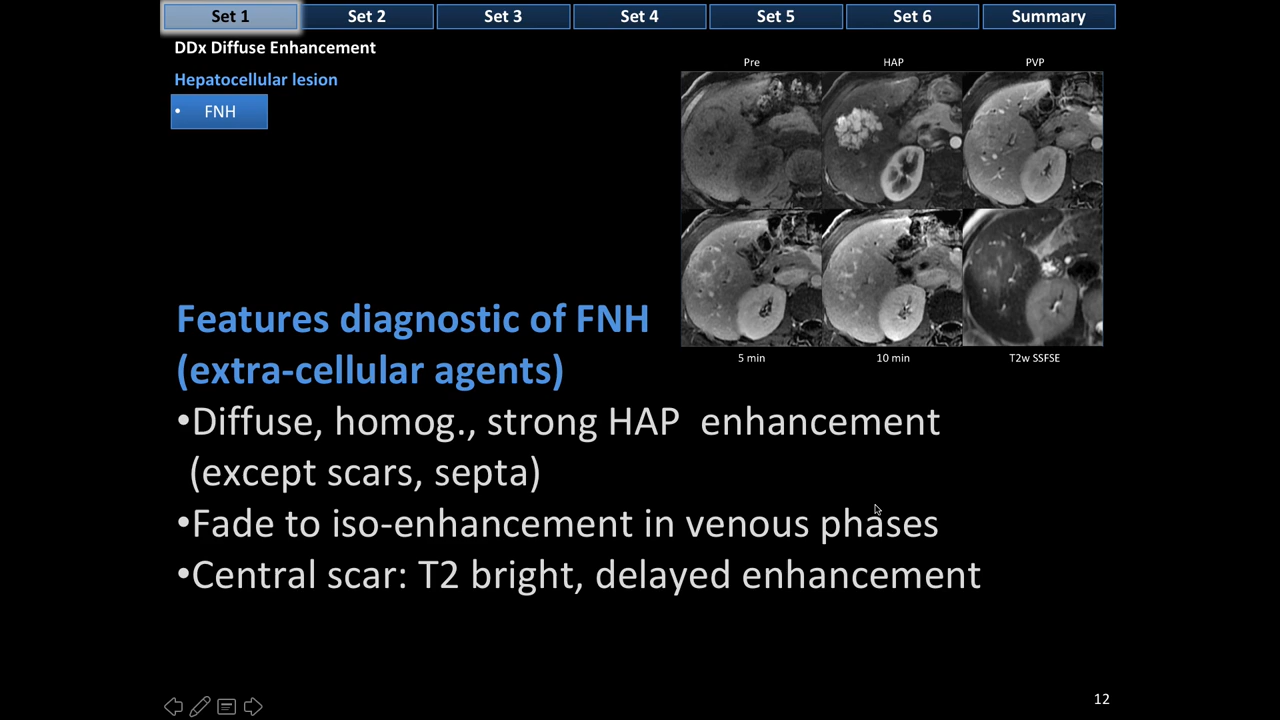 Set 1 Set 2 Set 3 Set 4 Set 5 Set 6 Summary
DDx Diffuse Enhancement
Hepatocellular lesion
• FNH
Pre HAP PVP
5 min 10 min T2w SSFSE
Features diagnostic of FNH
(extra-cellular agents)
•Diffuse, homog., strong HAP enhancement
(except scars, septa)
•Fade to iso-enhancement in venous phases
•Central scar: T2 bright, delayed enhancement
12